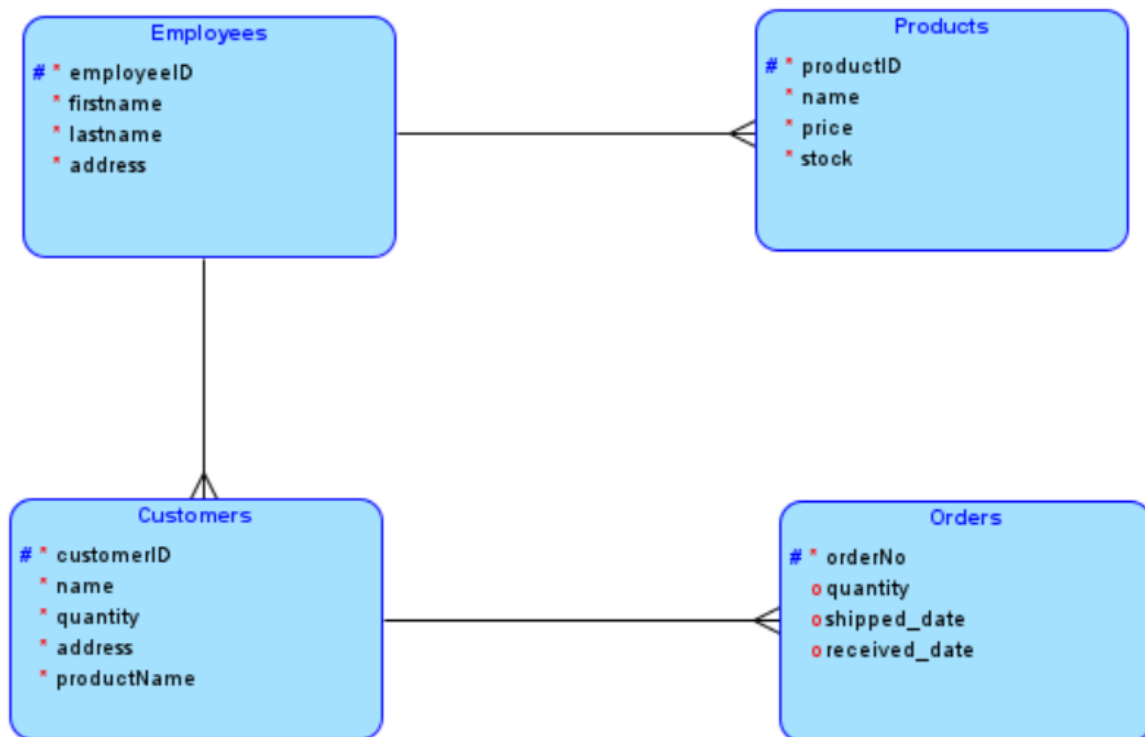 Employees
# * employeeID
* firstname
* lastname
* address
Products
# * productID
* name
* price
* stock
Customers
# * customerID
* name
* quantity
* address
* productName
Orders
# * orderNo
o quantity
o shipped_date
o received_date